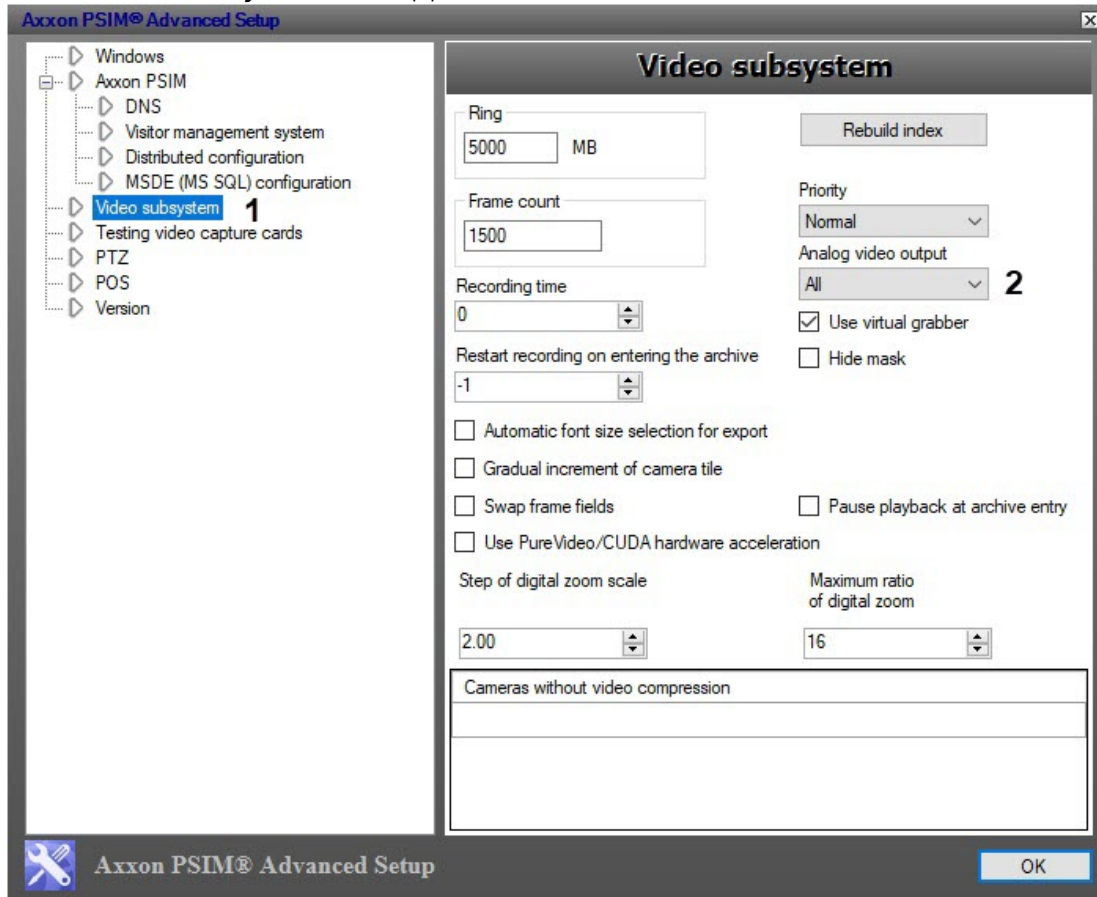 Axxon PSIM® Advanced Setup
Windows
Axxon PSIM
DNS
Visitor management system
Distributed configuration
MSDE (MS SQL) configuration
Video subsystem 1
Testing video capture cards
PTZ
POS
Version
Video subsystem
Ring
5000 MB
Rebuild index
Frame count
1500
Priority
Normal
Analog video output
All 2
Recording time
0
Use virtual grabber
Restart recording on entering the archive
-1
Hide mask
Automatic font size selection for export
Gradual increment of camera tile
Swap frame fields
Pause playback at archive entry
Use PureVideo/CUDA hardware acceleration
Step of digital zoom scale
2.00
Maximum ratio
of digital zoom
16
Cameras without video compression
Axxon PSIM® Advanced Setup
OK